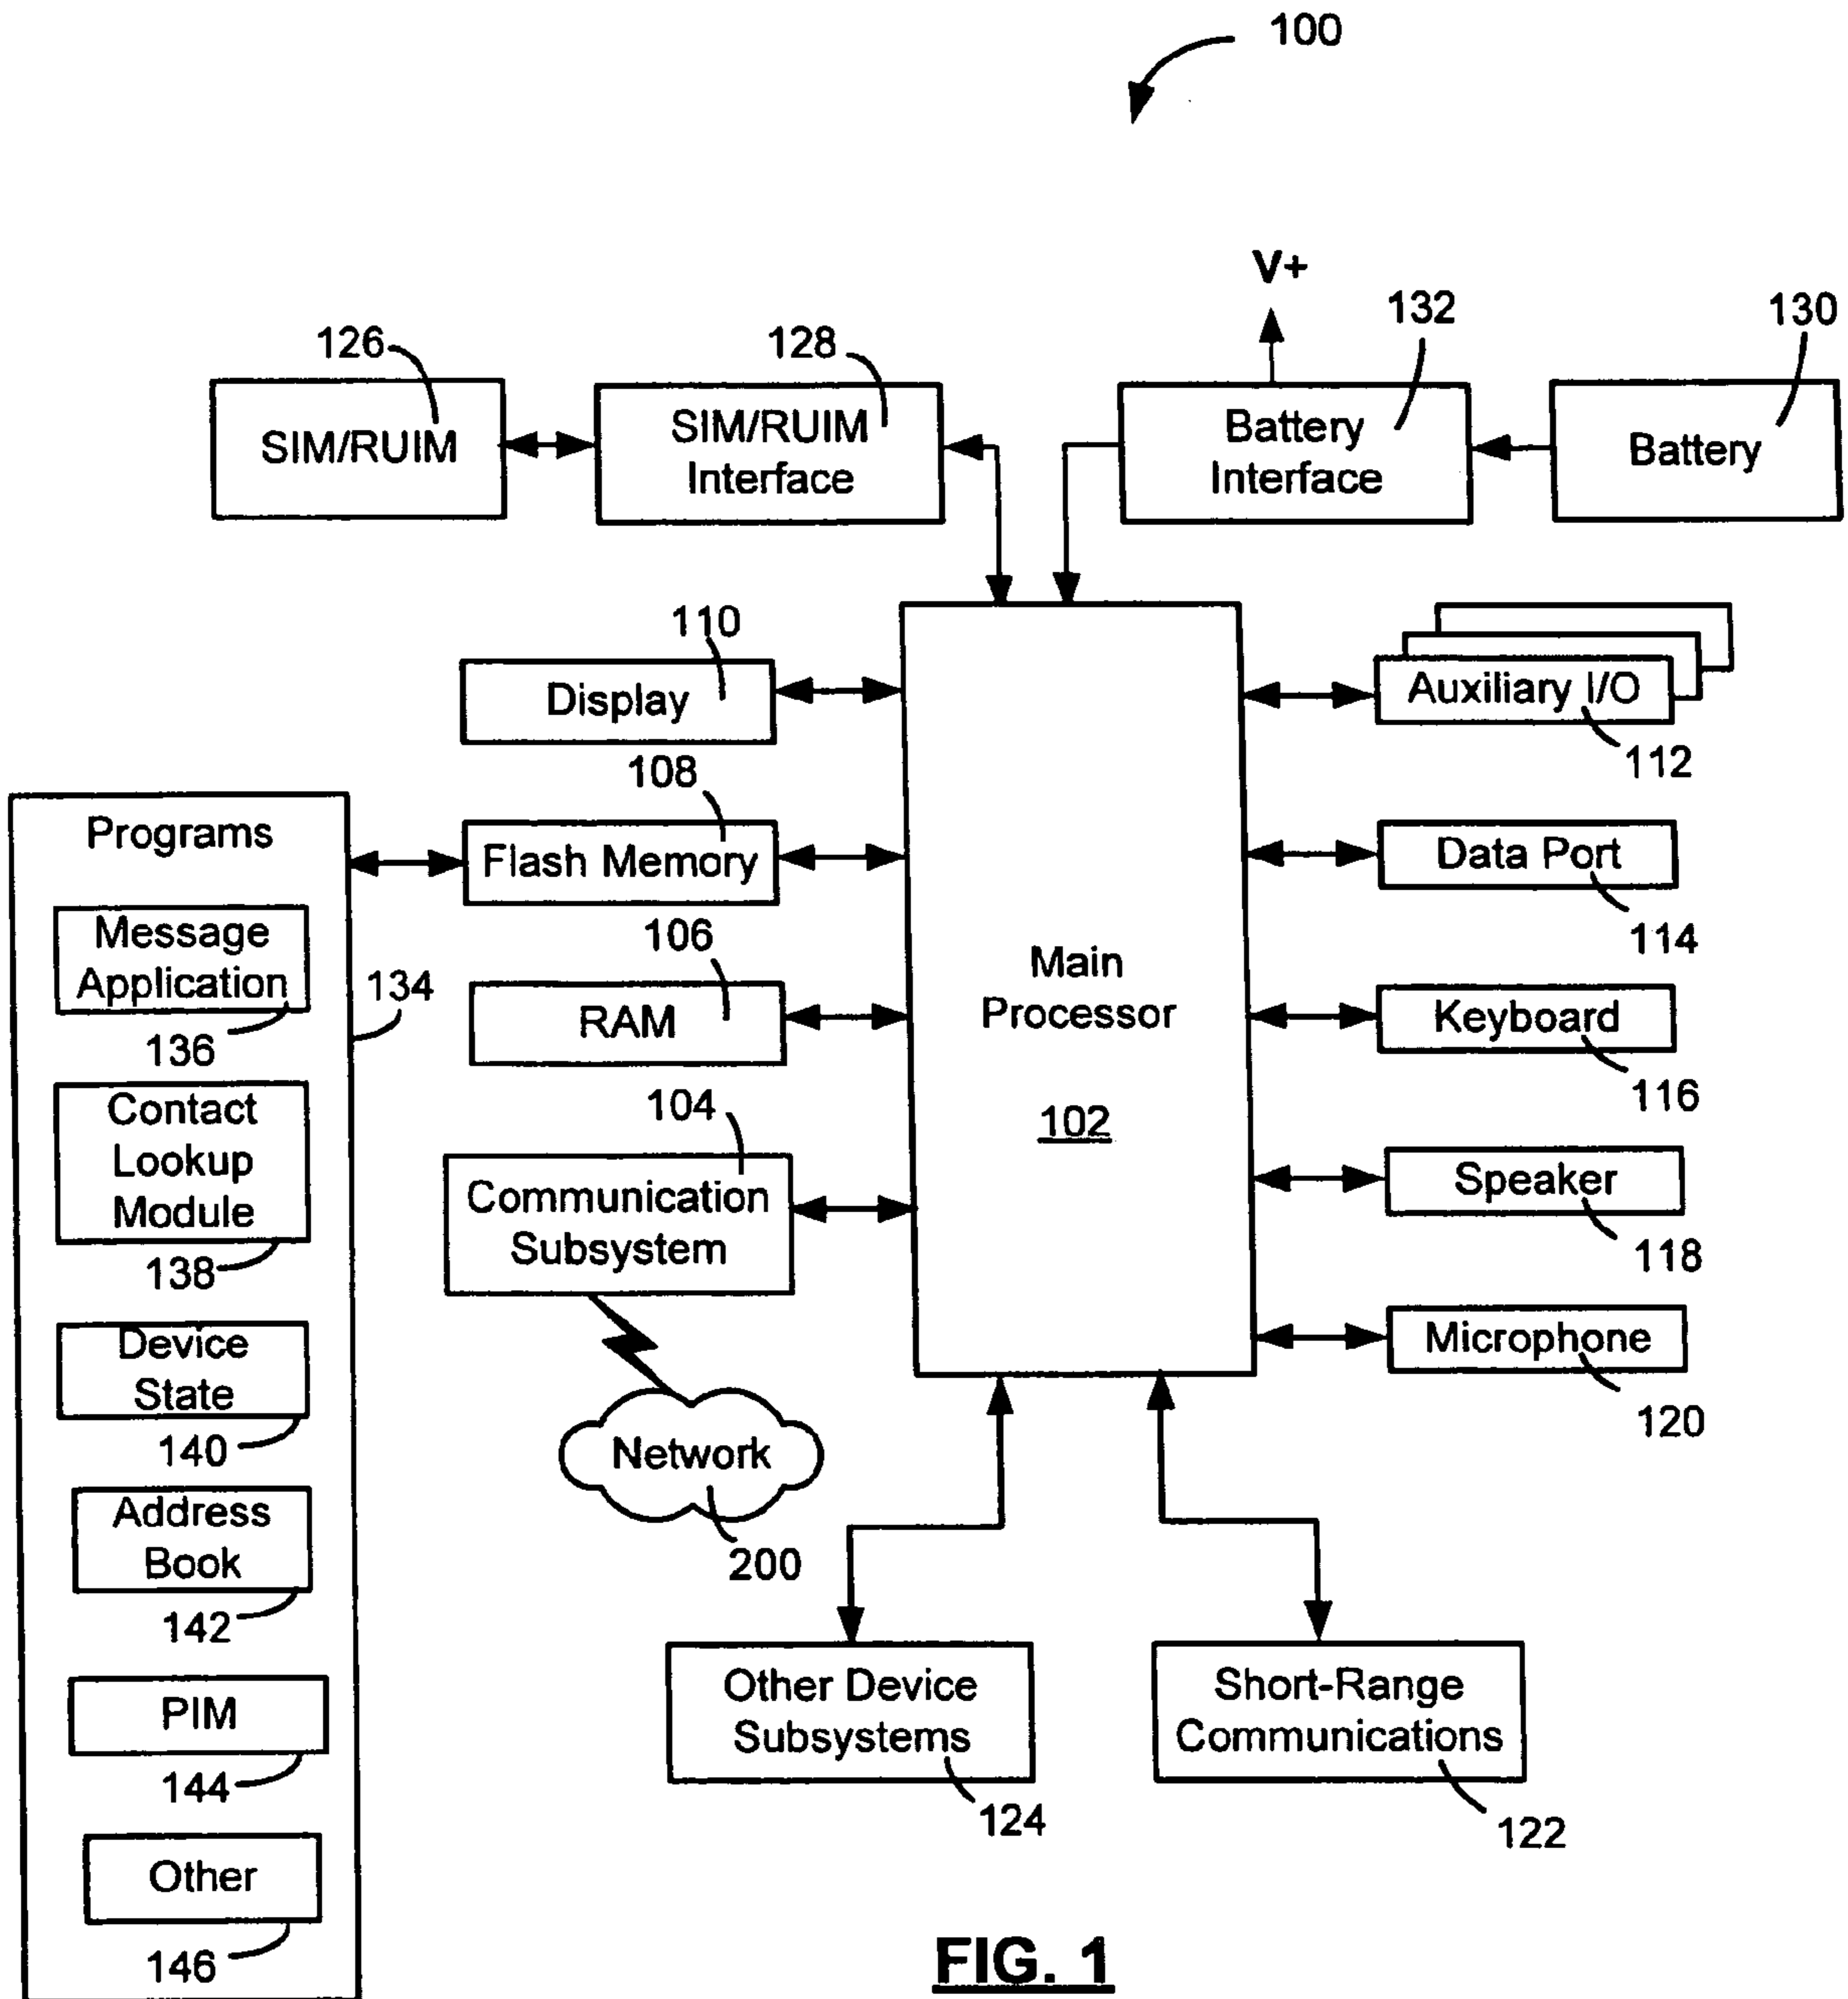 100
V+
126
128
132
130
SIM/RUIM
SIM/RUIM
Interface
Battery
Interface
Battery
110
Display
Auxiliary I/O
112
108
Programs
Flash Memory
Data Port
114
Message
Application
136
134
106
RAM
Main
Processor
102
Keyboard
116
Contact
Lookup
Module
138
104
Communication
Subsystem
Speaker
118
Device
State
140
Microphone
120
Network
200
Address
Book
142
Other Device
Subsystems
124
Short-Range
Communications
122
PIM
144
Other
146
FIG. 1